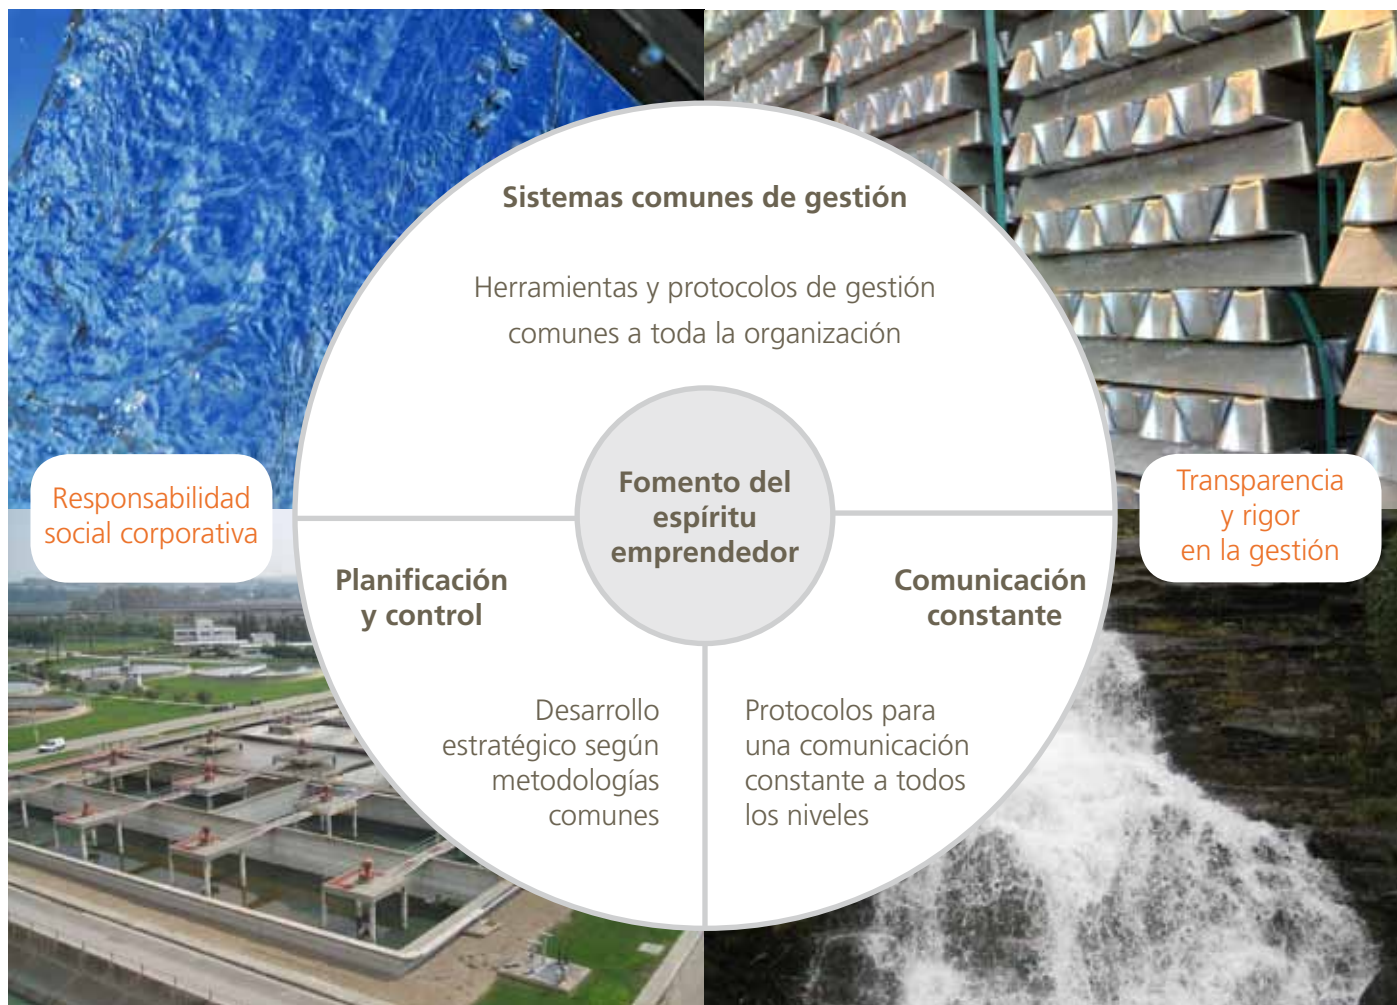 Sistemas comunes de gestión
Herramientas y protocolos de gestión
comunes a toda la organización
Responsabilidad
social corporativa
Fomento del
espíritu
emprendedor
Transparencia
y rigor
en la gestión
Planificación
y control
Comunicación
constante
Desarrollo
estratégico según
metodologías
comunes
Protocolos para
una comunicación
constante a todos
los niveles